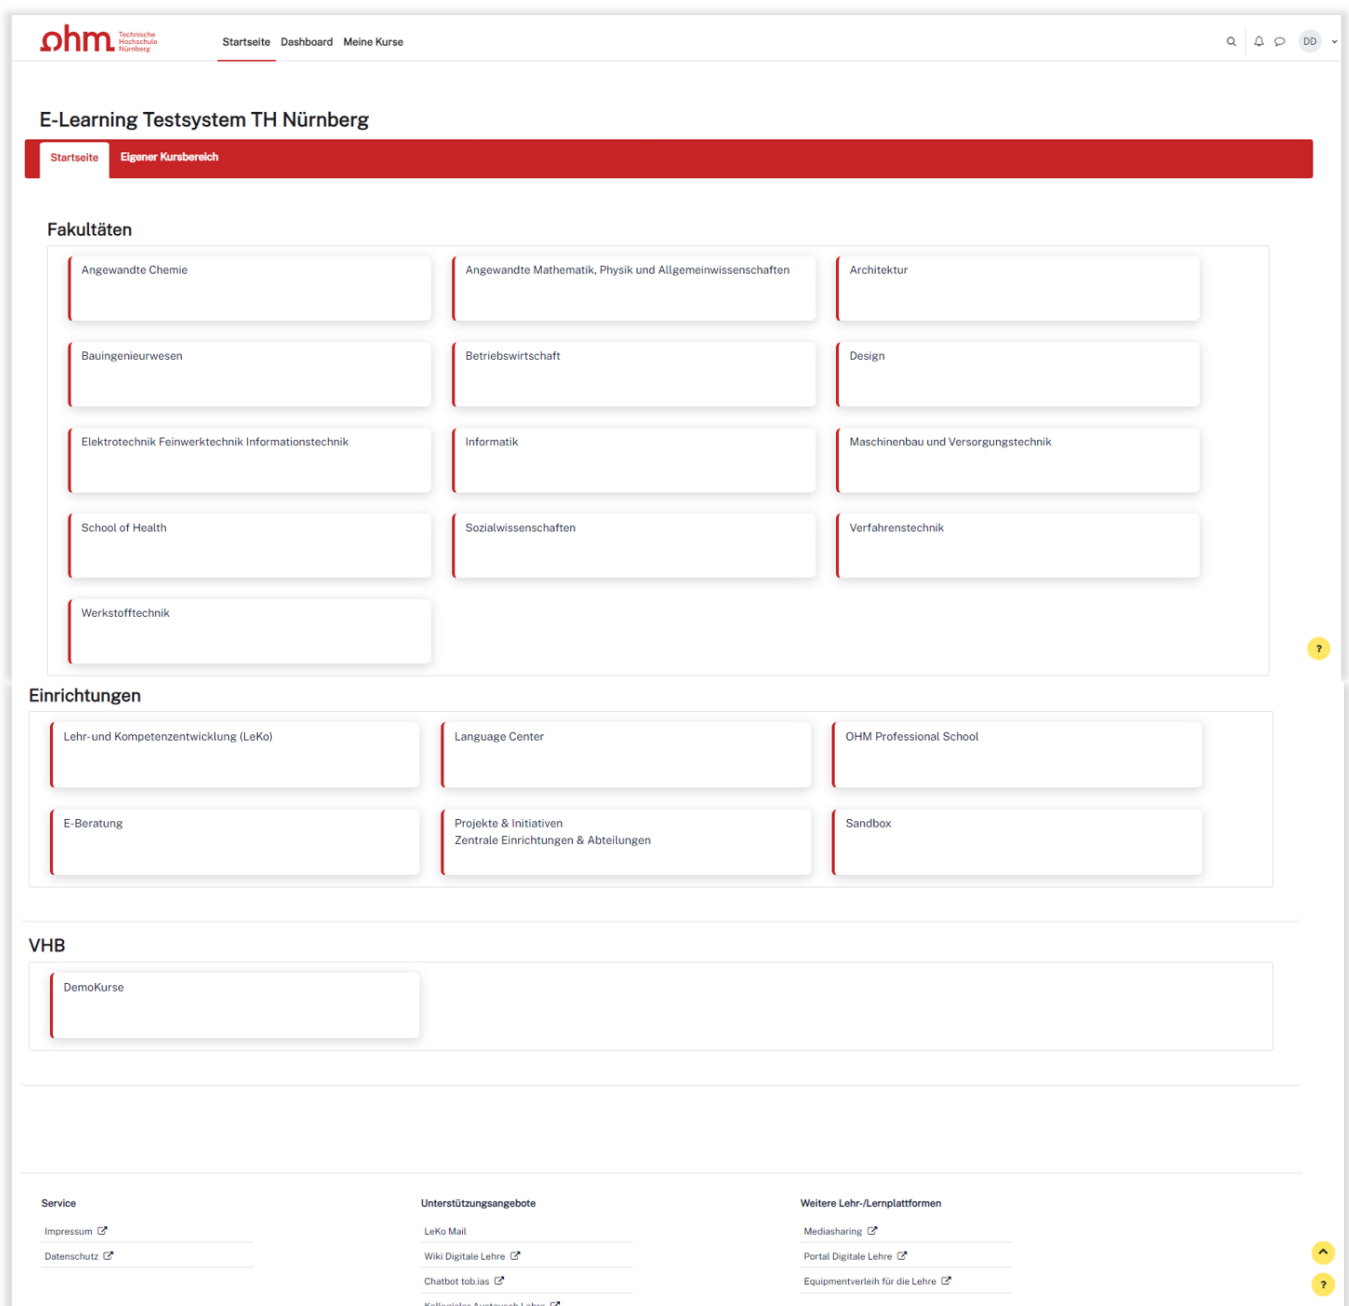 ohm Technische
Hochschule
Nürnberg
Startseite Dashboard Meine Kurse
DD
E-Learning Testsystem TH Nürnberg
Startseite Eigener Kursbereich
Fakultäten
Angewandte Chemie
Angewandte Mathematik, Physik und Allgemeinwissenschaften
Architektur
Bauingenieurwesen
Betriebswirtschaft
Design
Elektrotechnik Feinwerktechnik Informationstechnik
Informatik
Maschinenbau und Versorgungstechnik
School of Health
Sozialwissenschaften
Verfahrenstechnik
Werkstofftechnik
?
Einrichtungen
Lehr-und Kompetenzentwicklung (LeKo)
Language Center
OHM Professional School
E-Beratung
Projekte & Initiativen
Zentrale Einrichtungen & Abteilungen
Sandbox
VHB
DemoKurse
Service
Impressum
Datenschutz
Unterstützungsangebote
LeKo Mail
Wiki Digitale Lehre
Chatbot tob.ias
Kollegialer Austausch Lehre
Weitere Lehr-/Lernplattformen
Mediasharing
Portal Digitale Lehre
Equipmentverleih für die Lehre
?